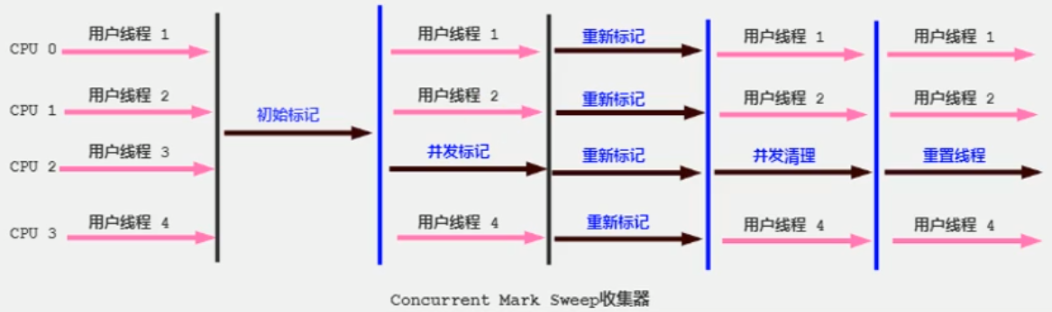 CPU 0 用户线程 1 用户线程 1 重新标记 用户线程 1 用户线程 1
CPU 1 用户线程 2 用户线程 2 重新标记 用户线程 2 用户线程 2
初始标记
CPU 2 用户线程 3 并发标记 重新标记 并发清理 重置线程
CPU 3 用户线程 4 用户线程 4 重新标记 用户线程 4 用户线程 4
Concurrent Mark Sweep收集器